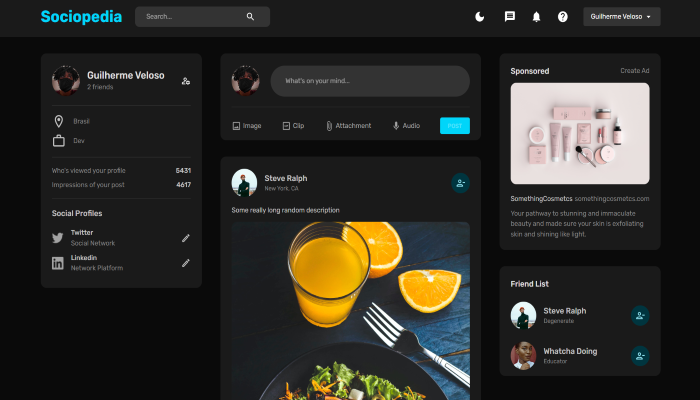 Sociopedia
Search...
Guilherme Veloso
Guilherme Veloso
2 friends
Brasil
Dev
Who's viewed your profile 5431
Impressions of your post 4617
Social Profiles
Twitter
Social Network
Linkedin
Network Platform
What's on your mind...
Image Clip Attachment Audio POST
Steve Ralph
New York, CA
Some really long random description
Sponsored Create Ad
SomethingCosmetcs somethingcosmetcs.com
Your pathway to stunning and immaculate
beauty and made sure your skin is exfoliating
skin and shining like light.
Friend List
Steve Ralph
Degenerate
Whatcha Doing
Educator